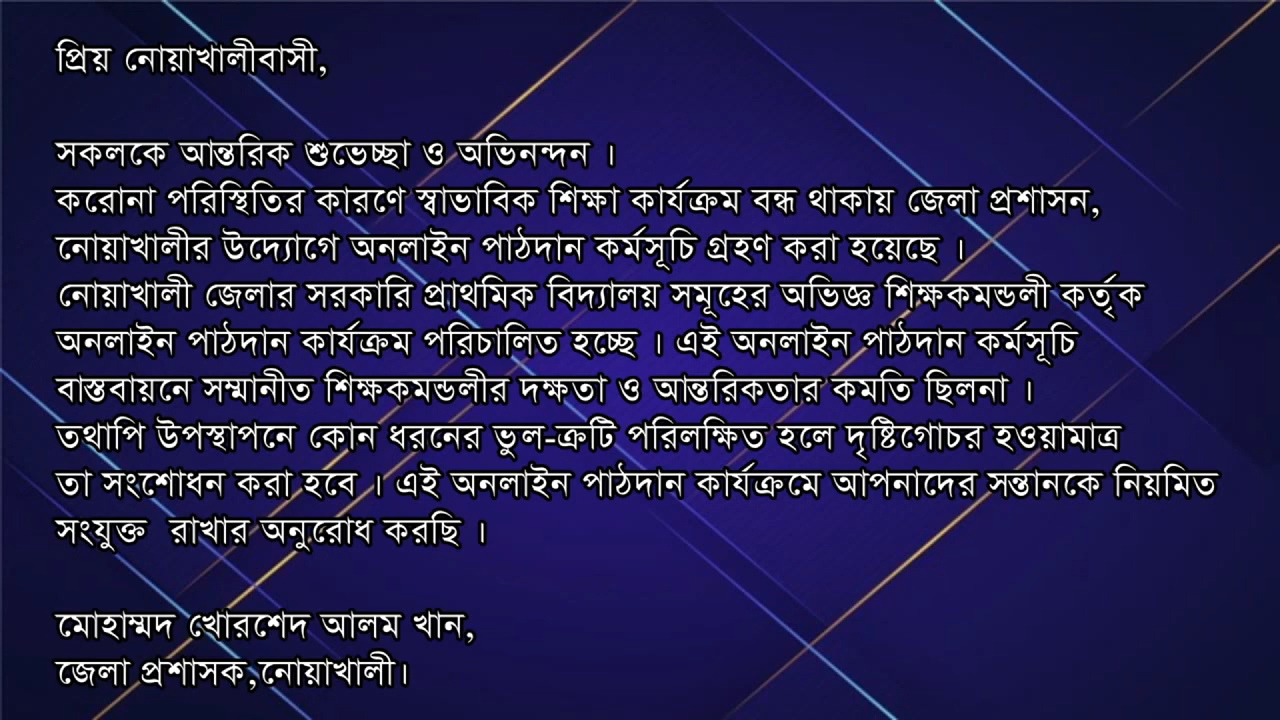 প্রিয় নোয়াখালীবাসী,
সকলকে আন্তরিক শুভেচ্ছা ও অভিনন্দন ।
করোনা পরিস্থিতির কারণে স্বাভাবিক শিক্ষা কার্যক্রম বন্ধ থাকায় জেলা প্রশাসন,
নোয়াখালীর উদ্যোগে অনলাইন পাঠদান কর্মসূচি গ্রহণ করা হয়েছে ।
নোয়াখালী জেলার সরকারি প্রাথমিক বিদ্যালয় সমূহের অভিজ্ঞ শিক্ষকমন্ডলী কর্তৃক
অনলাইন পাঠদান কার্যক্রম পরিচালিত হচ্ছে । এই অনলাইন পাঠদান কর্মসূচি
বাস্তবায়নে সম্মানীত শিক্ষকমন্ডলীর দক্ষতা ও আন্তরিকতার কমতি ছিলনা ।
তথাপি উপস্থাপনে কোন ধরনের ভুল-ত্রুটি পরিলক্ষিত হলে দৃষ্টিগোচর হওয়ামাত্র
তা সংশোধন করা হবে । এই অনলাইন পাঠদান কার্যক্রমে আপনাদের সন্তানকে নিয়মিত
সংযুক্ত রাখার অনুরোধ করছি ।
মোহাম্মদ খোরশেদ আলম খান,
জেলা প্রশাসক,নোয়াখালী।